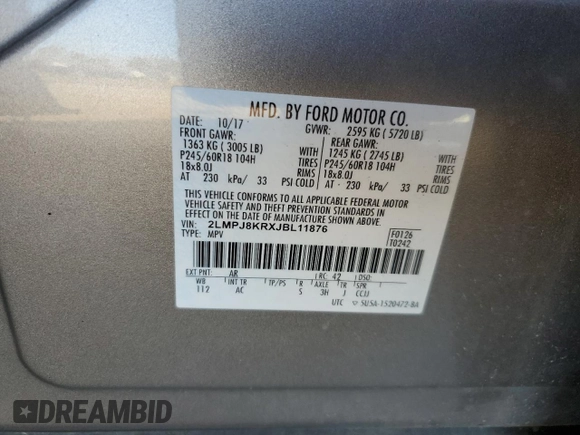 MFD. BY FORD MOTOR CO.
DATE: 10/17 GVWR: 2595 KG ( 5720 LB)
FRONT GAWR: REAR GAWR:
1363 KG ( 3005 LB) WITH 1245 KG ( 2745 LB) WITH
P245/60R18 104H TIRES P245/60R18 104H TIRES
18x8.0J RIMS 18x8.0J RIMS
AT 230 kPa/ 33 PSI COLD AT 230 kPa/ 33 PSI COLD
THIS VEHICLE CONFORMS TO ALL APPLICABLE FEDERAL MOTOR
VEHICLE SAFETY AND THEFT PREVENTION STANDARDS IN
EFFECT ON THE DATE OF MANUFACTURE SHOWN ABOVE.
VIN: 2LMPJ8KRXJBL11876 F0126
TYPE: MPV T0242
EXT PNT: AR RC: 42 DSO:
WB INT TR TP/PS R AXLE TR SPR
112 AC S 3H J CCJJ
UTC 5U5A-1520472-BA
DREAMBID